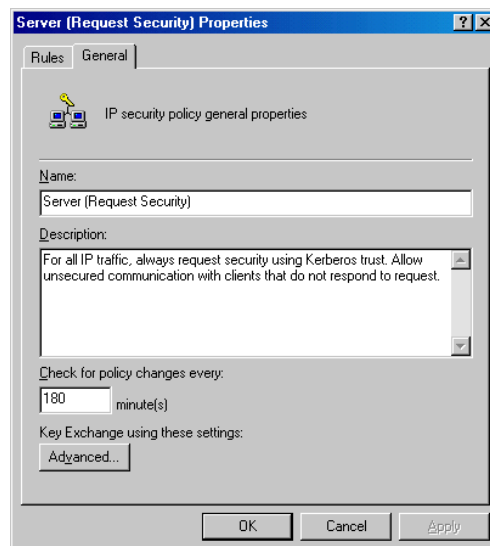 Server (Request Security) Properties
Rules
General
IP security policy general properties
Name:
Server (Request Security)
Description:
For all IP traffic, always request security using Kerberos trust. Allow
unsecured communication with clients that do not respond to request.
Check for policy changes every:
180 minute(s)
Key Exchange using these settings:
Advanced...
OK
Cancel
Apply